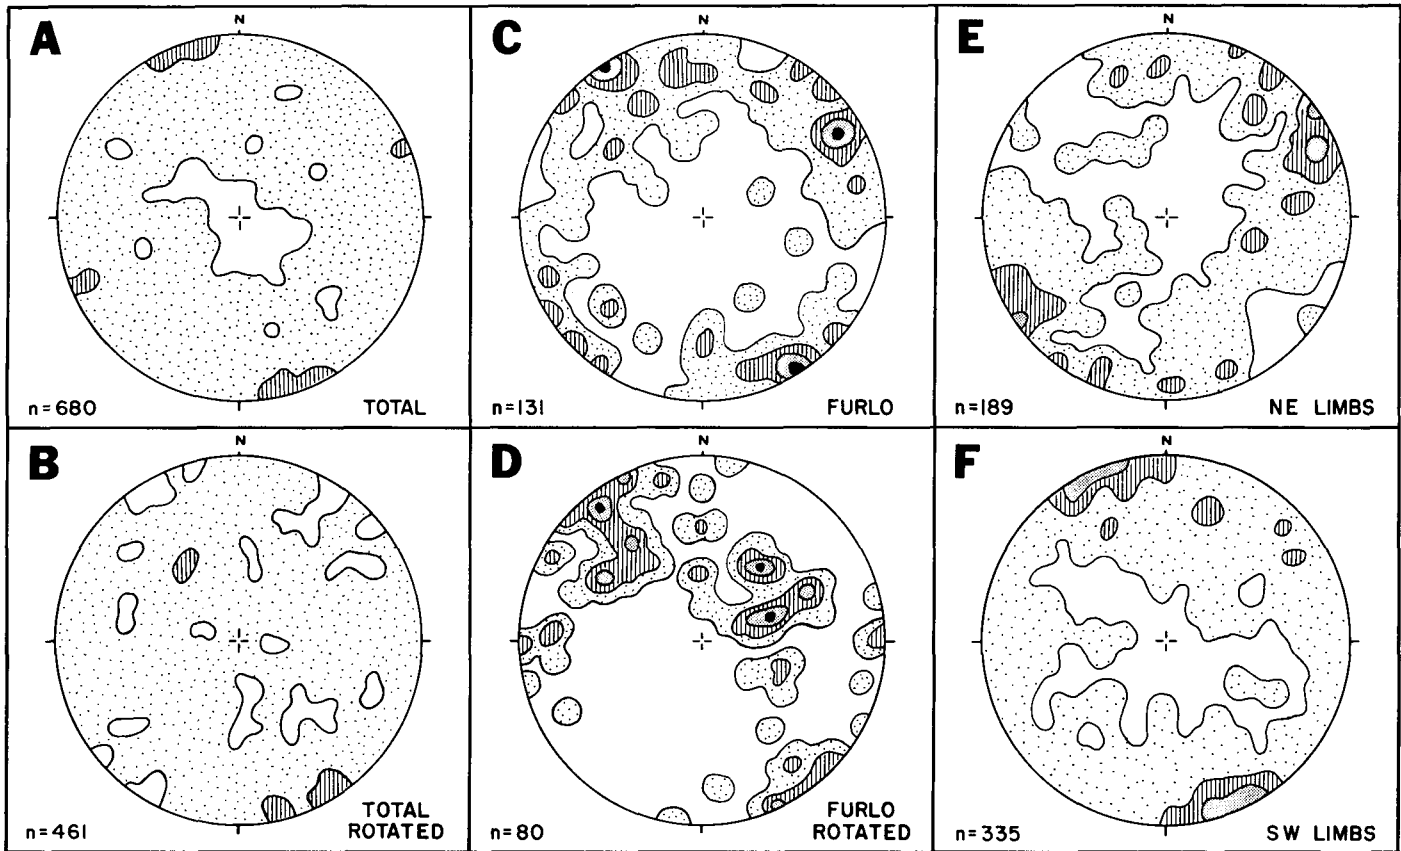 A
N
n=680
TOTAL
C
N
n=131
FURLO
E
N
n=189
NE LIMBS
B
N
n=461
TOTAL
ROTATED
D
N
n=80
FURLO
ROTATED
F
N
n=335
SW LIMBS